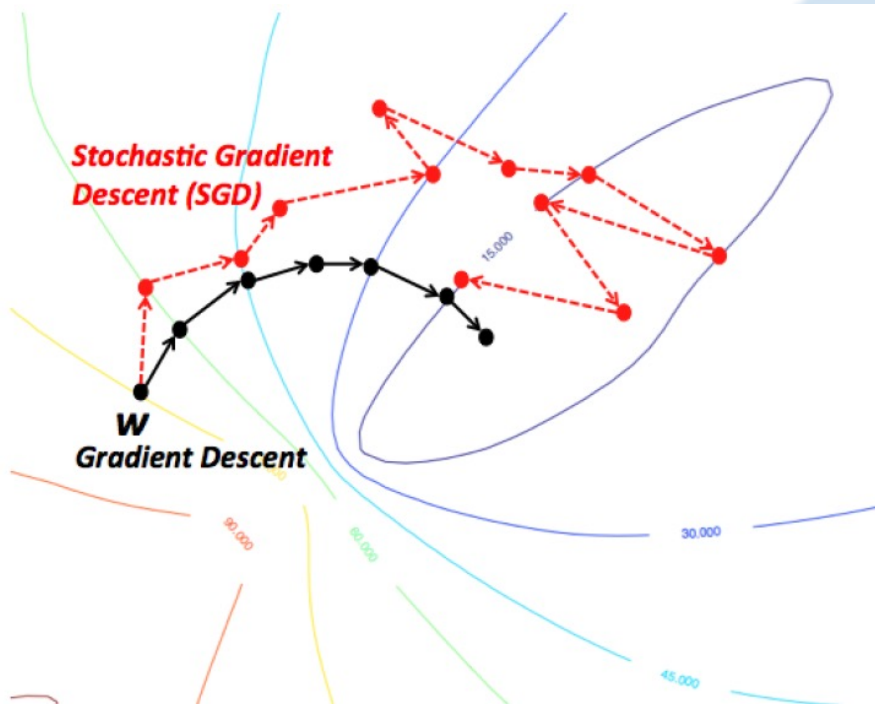 Stochastic Gradient
Descent (SGD)
15.000
W
Gradient Descent
90.000
60.000
30.000
45.000